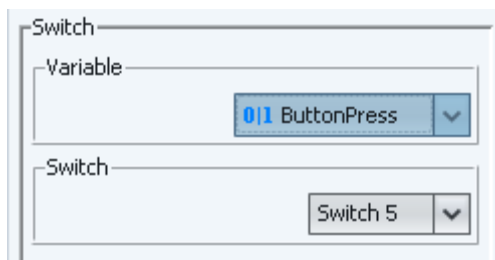 Switch
Variable
0|1 ButtonPress
Switch
Switch 5